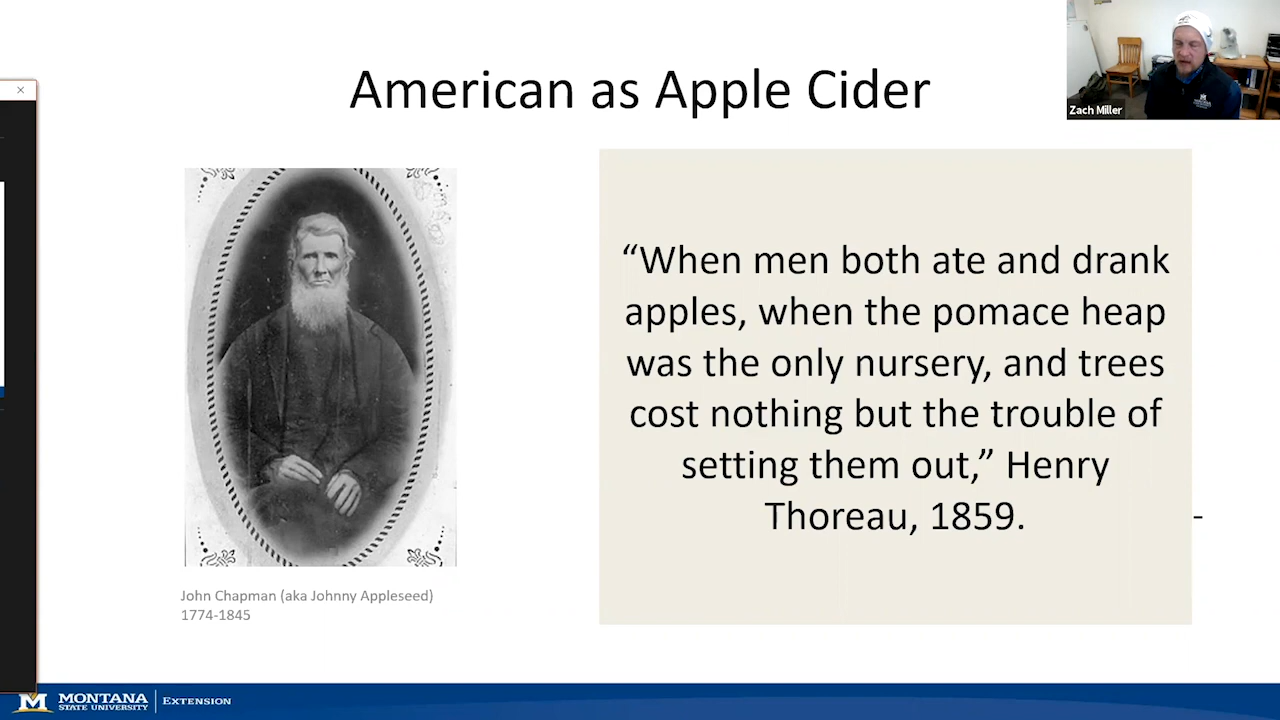 American as Apple Cider
Zach Miller
“When men both ate and drank
apples, when the pomace heap
was the only nursery, and trees
cost nothing but the trouble of
setting them out,” Henry
Thoreau, 1859.
-
John Chapman (aka Johnny Appleseed)
1774-1845
M MONTANA
STATE UNIVERSITY
EXTENSION